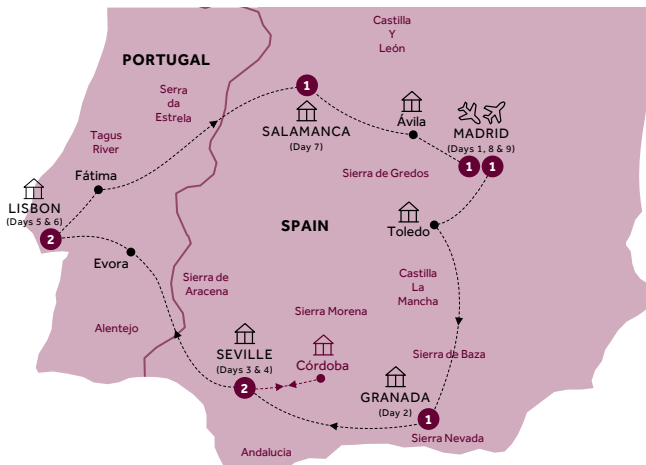 Castilla
Y
León
PORTUGAL
Serra
da
Estrela
1
SALAMANCA
(Day 7)
Ávila
MADRID
(Days 1, 8 & 9)
1
1
Tagus
River
Fátima
Sierra de Gredos
LISBON
(Days 5 & 6)
2
SPAIN
Toledo
Evora
Sierra de
Aracena
Castilla
La
Mancha
Alentejo
Sierra Morena
SEVILLE
(Days 3 & 4)
2
Córdoba
Sierra de Baza
GRANADA
(Day 2)
1
Sierra Nevada
Andalucia